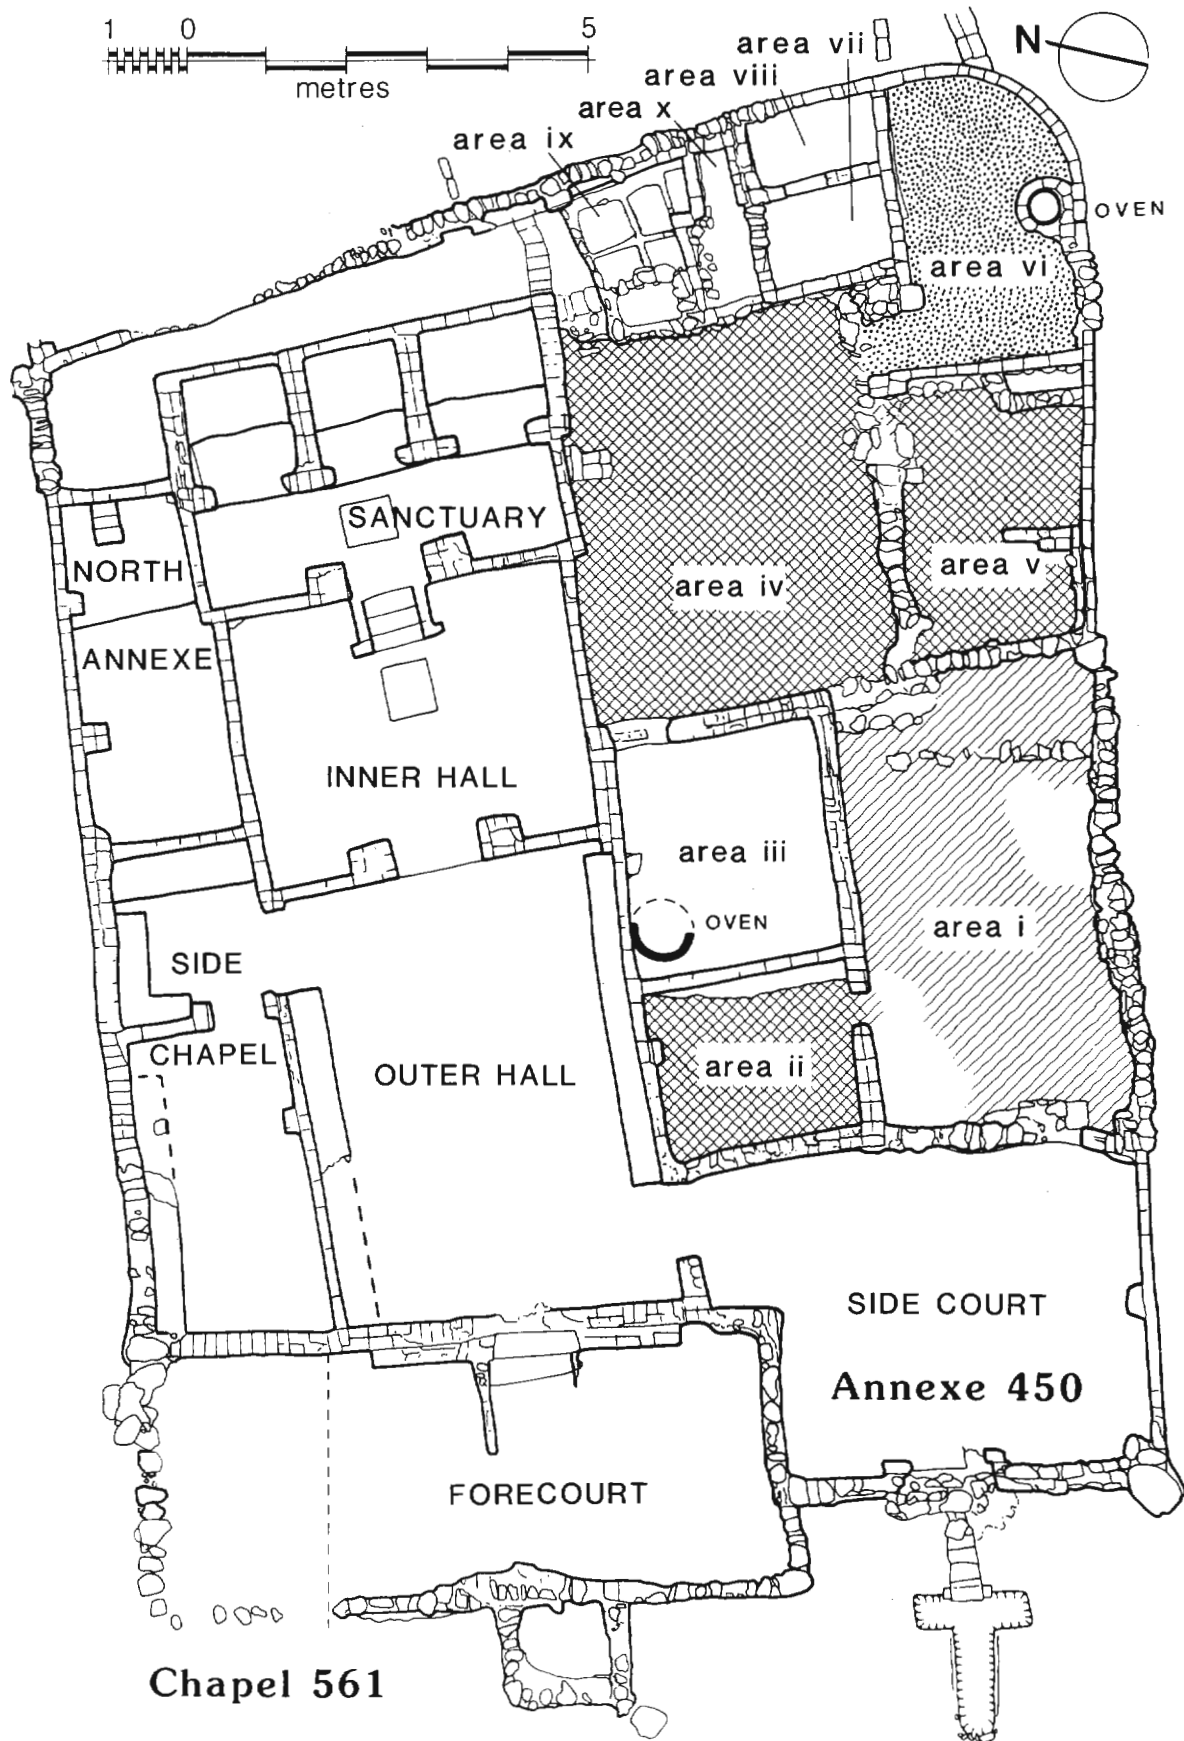 1 0 5
metres
N
area vii
area viii
area x
area ix
OVEN
area vi
SANCTUARY
NORTH
area iv
area v
ANNEXE
INNER HALL
area iii
OVEN
area i
SIDE
CHAPEL
OUTER HALL
area ii
SIDE COURT
Annexe 450
FORECOURT
Chapel 561